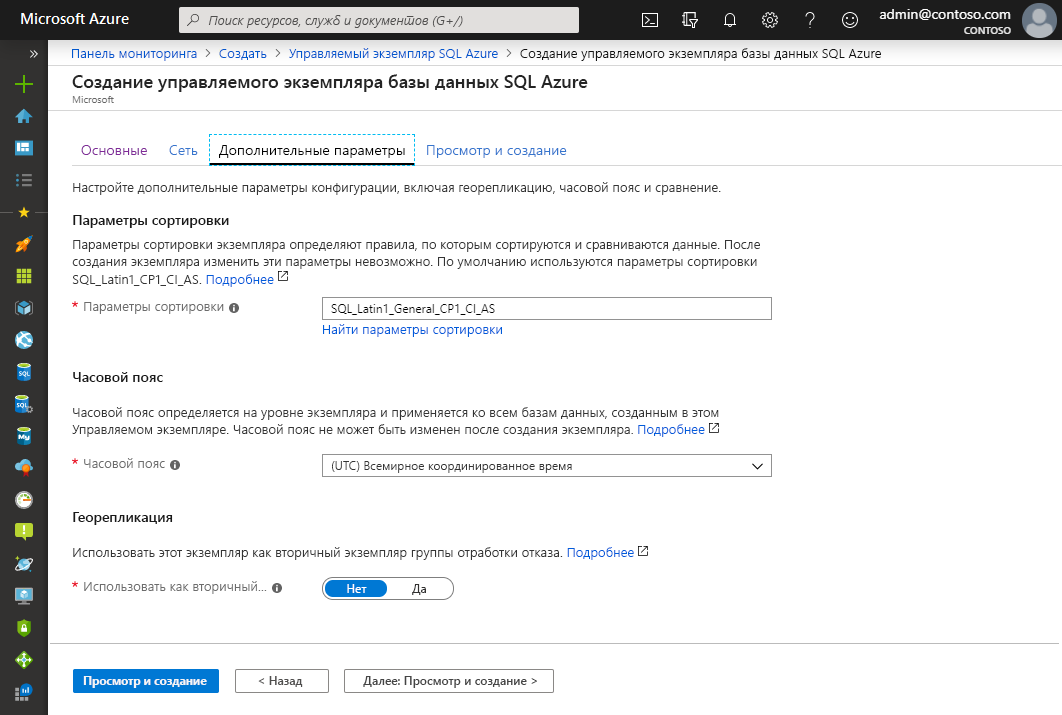 Microsoft Azure
Поиск ресурсов, служб и документов (G+/)
admin@contoso.com
CONTOSO
Панель мониторинга > Создать > Управляемый экземпляр SQL Azure > Создание управляемого экземпляра базы данных SQL Azure
Создание управляемого экземпляра базы данных SQL Azure
Microsoft
Основные Сеть Дополнительные параметры Просмотр и создание
Настройте дополнительные параметры конфигурации, включая георепликацию, часовой пояс и сравнение.
Параметры сортировки
Параметры сортировки экземпляра определяют правила, по которым сортируются и сравниваются данные. После
создания экземпляра изменить эти параметры невозможно. По умолчанию используются параметры сортировки
SQL_Latin1_CP1_CI_AS. Подробнее
* Параметры сортировки
SQL_Latin1_General_CP1_CI_AS
Найти параметры сортировки
Часовой пояс
Часовой пояс определяется на уровне экземпляра и применяется ко всем базам данных, созданным в этом
Управляемом экземпляре. Часовой пояс не может быть изменен после создания экземпляра. Подробнее
* Часовой пояс
(UTC) Всемирное координированное время
Георепликация
Использовать этот экземпляр как вторичный экземпляр группы отработки отказа. Подробнее
* Использовать как вторичный...
Нет Да
Просмотр и создание
< Назад
Далее: Просмотр и создание >